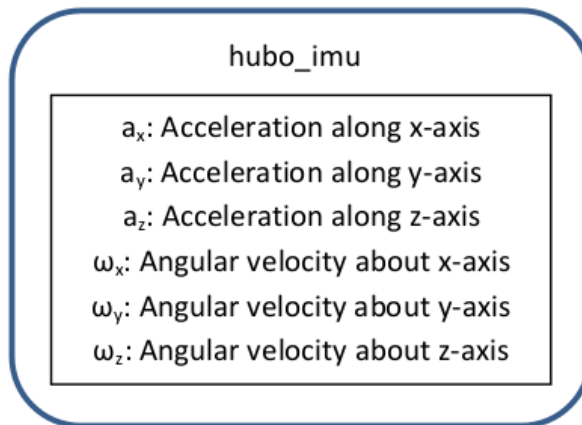 hubo_imu
aₓ: Acceleration along x-axis
aᵧ: Acceleration along y-axis
a_z: Acceleration along z-axis
ωₓ: Angular velocity about x-axis
ωᵧ: Angular velocity about y-axis
ω_z: Angular velocity about z-axis